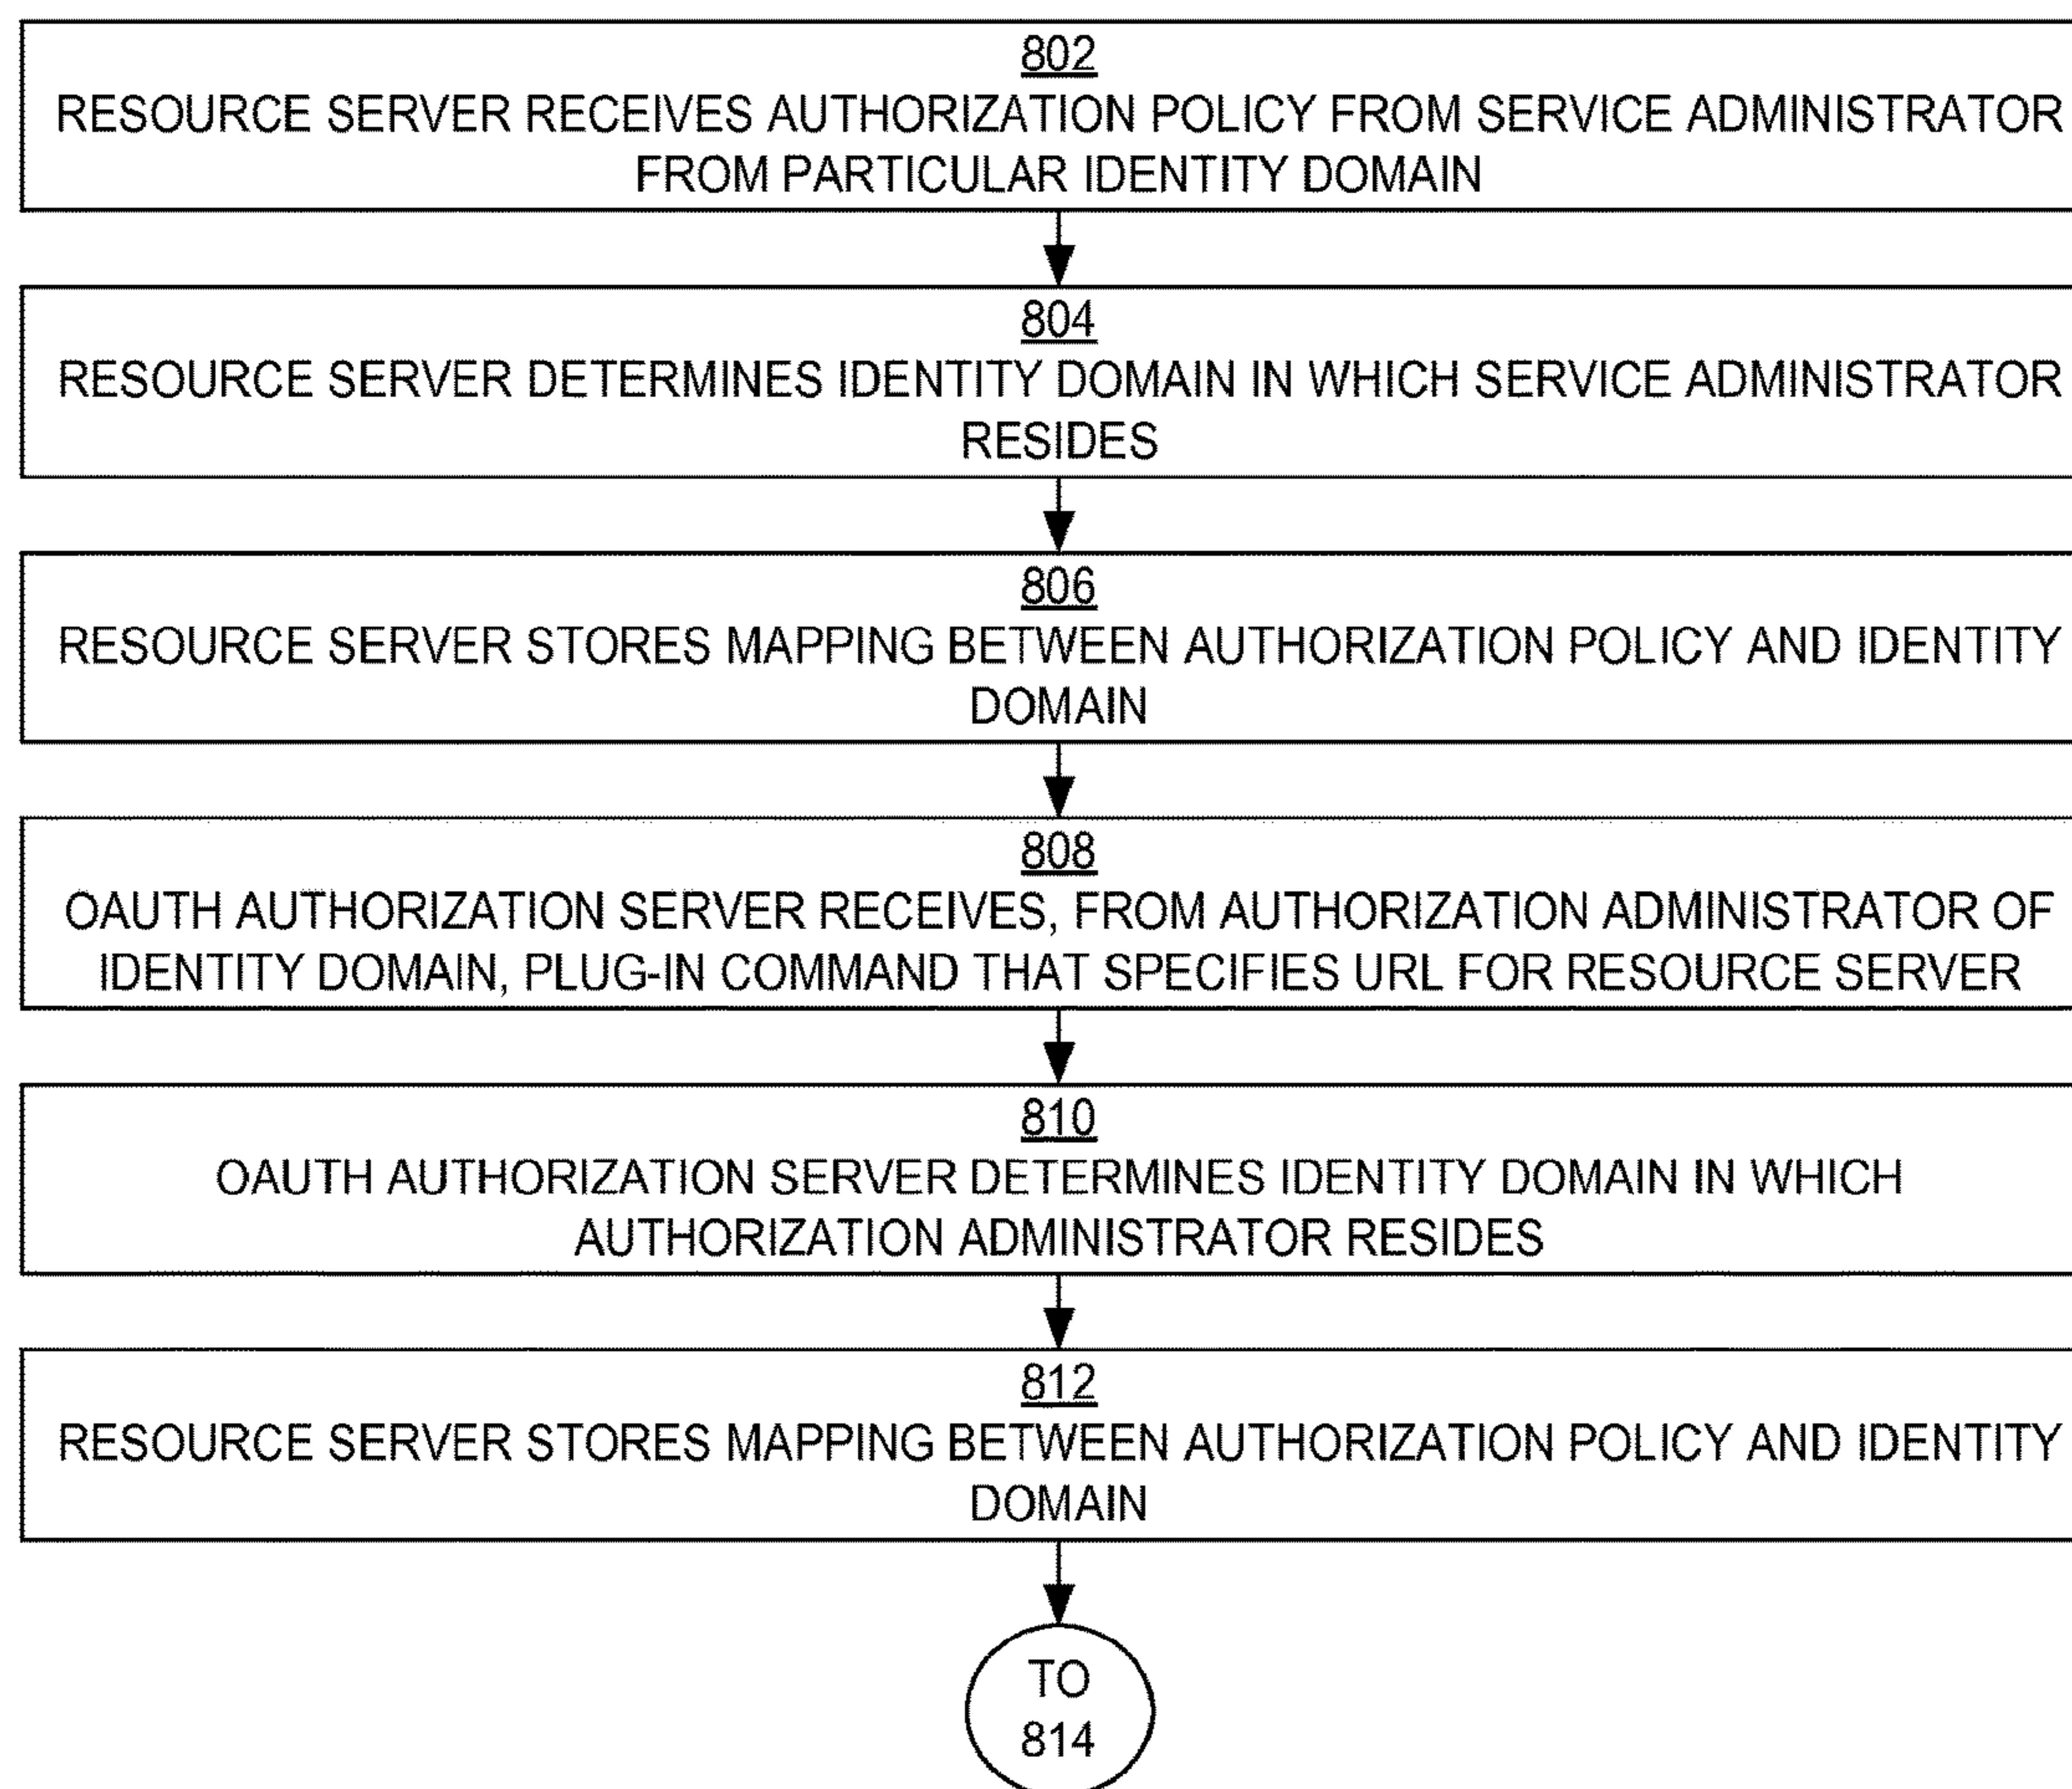 802
RESOURCE SERVER RECEIVES AUTHORIZATION POLICY FROM SERVICE ADMINISTRATOR
FROM PARTICULAR IDENTITY DOMAIN
804
RESOURCE SERVER DETERMINES IDENTITY DOMAIN IN WHICH SERVICE ADMINISTRATOR
RESIDES
806
RESOURCE SERVER STORES MAPPING BETWEEN AUTHORIZATION POLICY AND IDENTITY
DOMAIN
808
OAUTH AUTHORIZATION SERVER RECEIVES, FROM AUTHORIZATION ADMINISTRATOR OF
IDENTITY DOMAIN, PLUG-IN COMMAND THAT SPECIFIES URL FOR RESOURCE SERVER
810
OAUTH AUTHORIZATION SERVER DETERMINES IDENTITY DOMAIN IN WHICH
AUTHORIZATION ADMINISTRATOR RESIDES
812
RESOURCE SERVER STORES MAPPING BETWEEN AUTHORIZATION POLICY AND IDENTITY
DOMAIN
TO
814